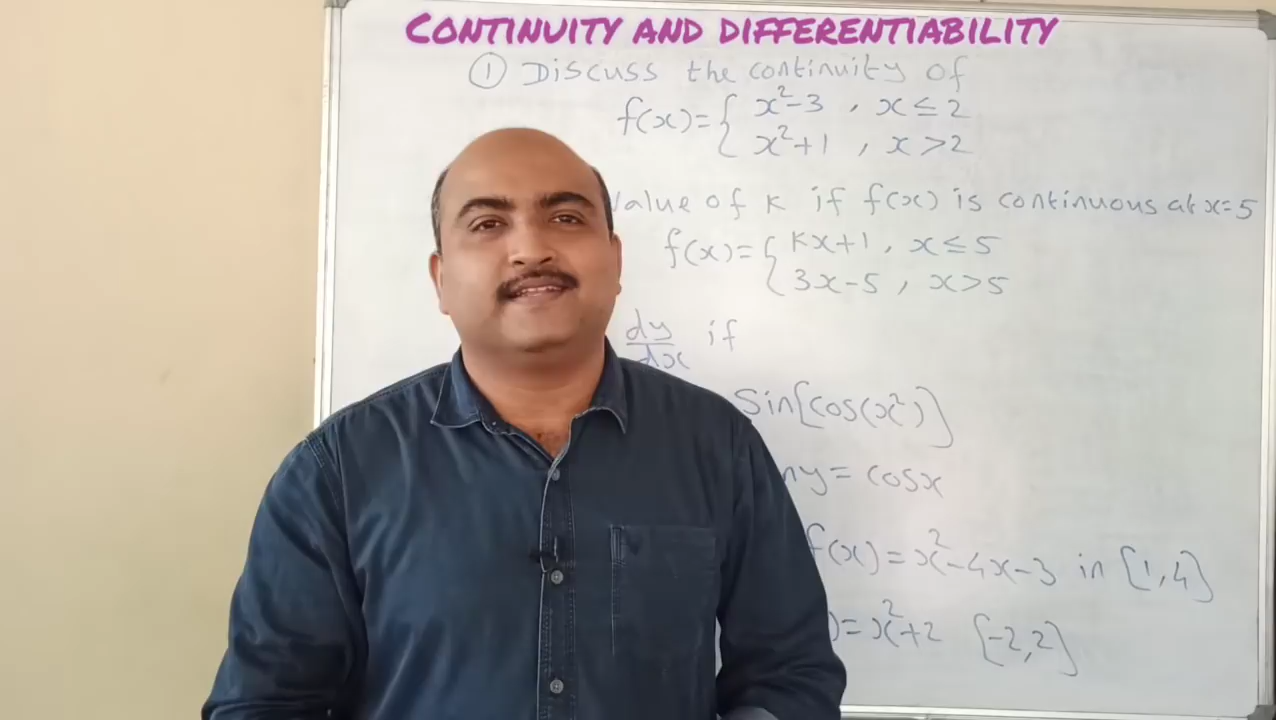 CONTINUITY AND DIFFERENTIABILITY
① Discuss the continuity of
f(x)={ x²-3 , x≤2
x²+1 , x>2
value of k if f(x) is continuous at x=5
f(x)={ kx+1 , x≤5
3x-5 , x>5
dy/dx if
Sin[cos(x²)]
y= cosx
f(x)=x²-4x-3 in [1,4]
)=x²+2 [-2,2]